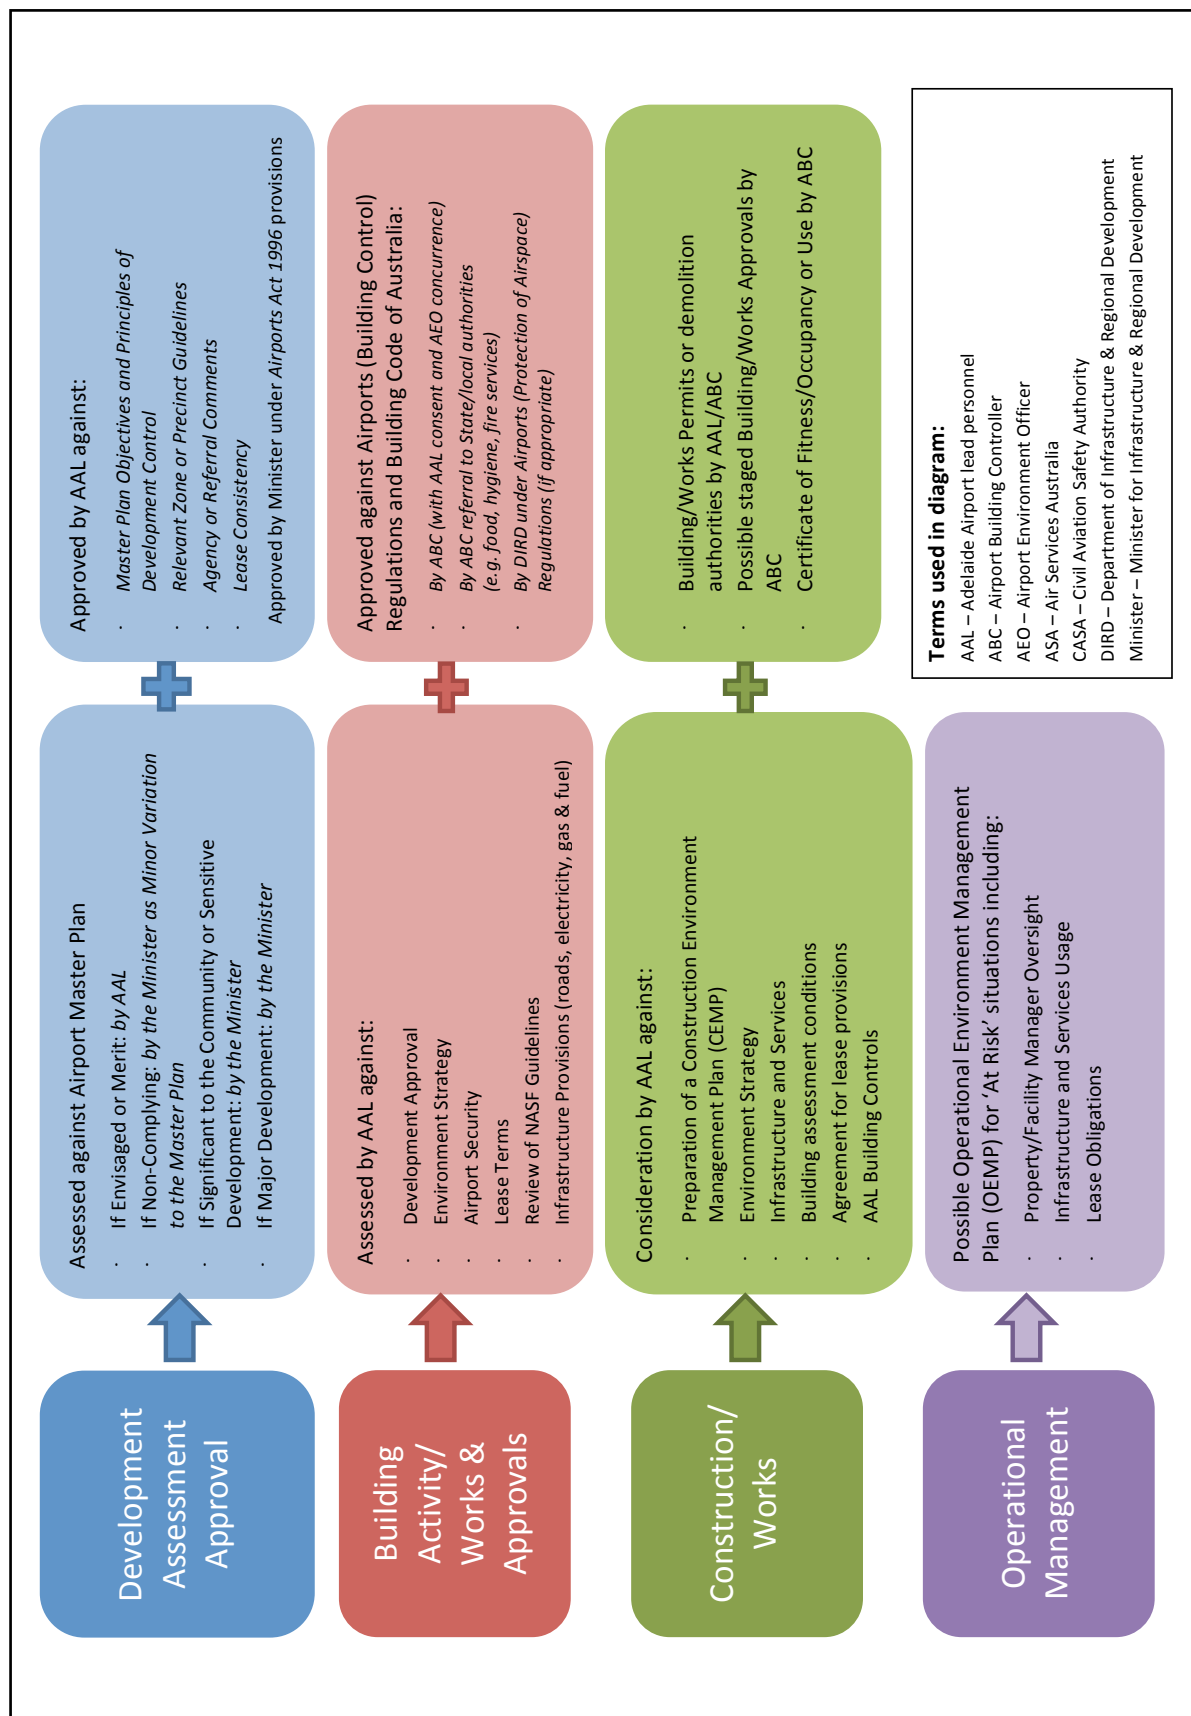 Development
Assessment
Approval
Assessed against Airport Master Plan
· If Envisaged or Merit: by AAL
· If Non-Complying: by the Minister as Minor Variation
to the Master Plan
· If Significant to the Community or Sensitive
Development: by the Minister
· If Major Development: by the Minister
Approved by AAL against:
· Master Plan Objectives and Principles of
Development Control
· Relevant Zone or Precinct Guidelines
· Agency or Referral Comments
· Lease Consistency
Approved by Minister under Airports Act 1996 provisions
Building
Activity/
Works &
Approvals
Assessed by AAL against:
· Development Approval
· Environment Strategy
· Airport Security
· Lease Terms
· Review of NASF Guidelines
· Infrastructure Provisions (roads, electricity, gas & fuel)
Approved against Airports (Building Control)
Regulations and Building Code of Australia:
· By ABC (with AAL consent and AEO concurrence)
· By ABC referral to State/local authorities
(e.g. food, hygiene, fire services)
· By DIRD under Airports (Protection of Airspace)
Regulations (if appropriate)
Construction/
Works
Consideration by AAL against:
· Preparation of a Construction Environment
Management Plan (CEMP)
· Environment Strategy
· Infrastructure and Services
· Building assessment conditions
· Agreement for lease provisions
· AAL Building Controls
· Building/Works Permits or demolition
authorities by AAL/ABC
· Possible staged Building/Works Approvals by
ABC
· Certificate of Fitness/Occupancy or Use by ABC
Operational
Management
Possible Operational Environment Management
Plan (OEMP) for ‘At Risk’ situations including:
· Property/Facility Manager Oversight
· Infrastructure and Services Usage
· Lease Obligations
Terms used in diagram:
AAL – Adelaide Airport lead personnel
ABC – Airport Building Controller
AEO – Airport Environment Officer
ASA – Air Services Australia
CASA – Civil Aviation Safety Authority
DIRD – Department of Infrastructure & Regional Development
Minister – Minister for Infrastructure & Regional Development